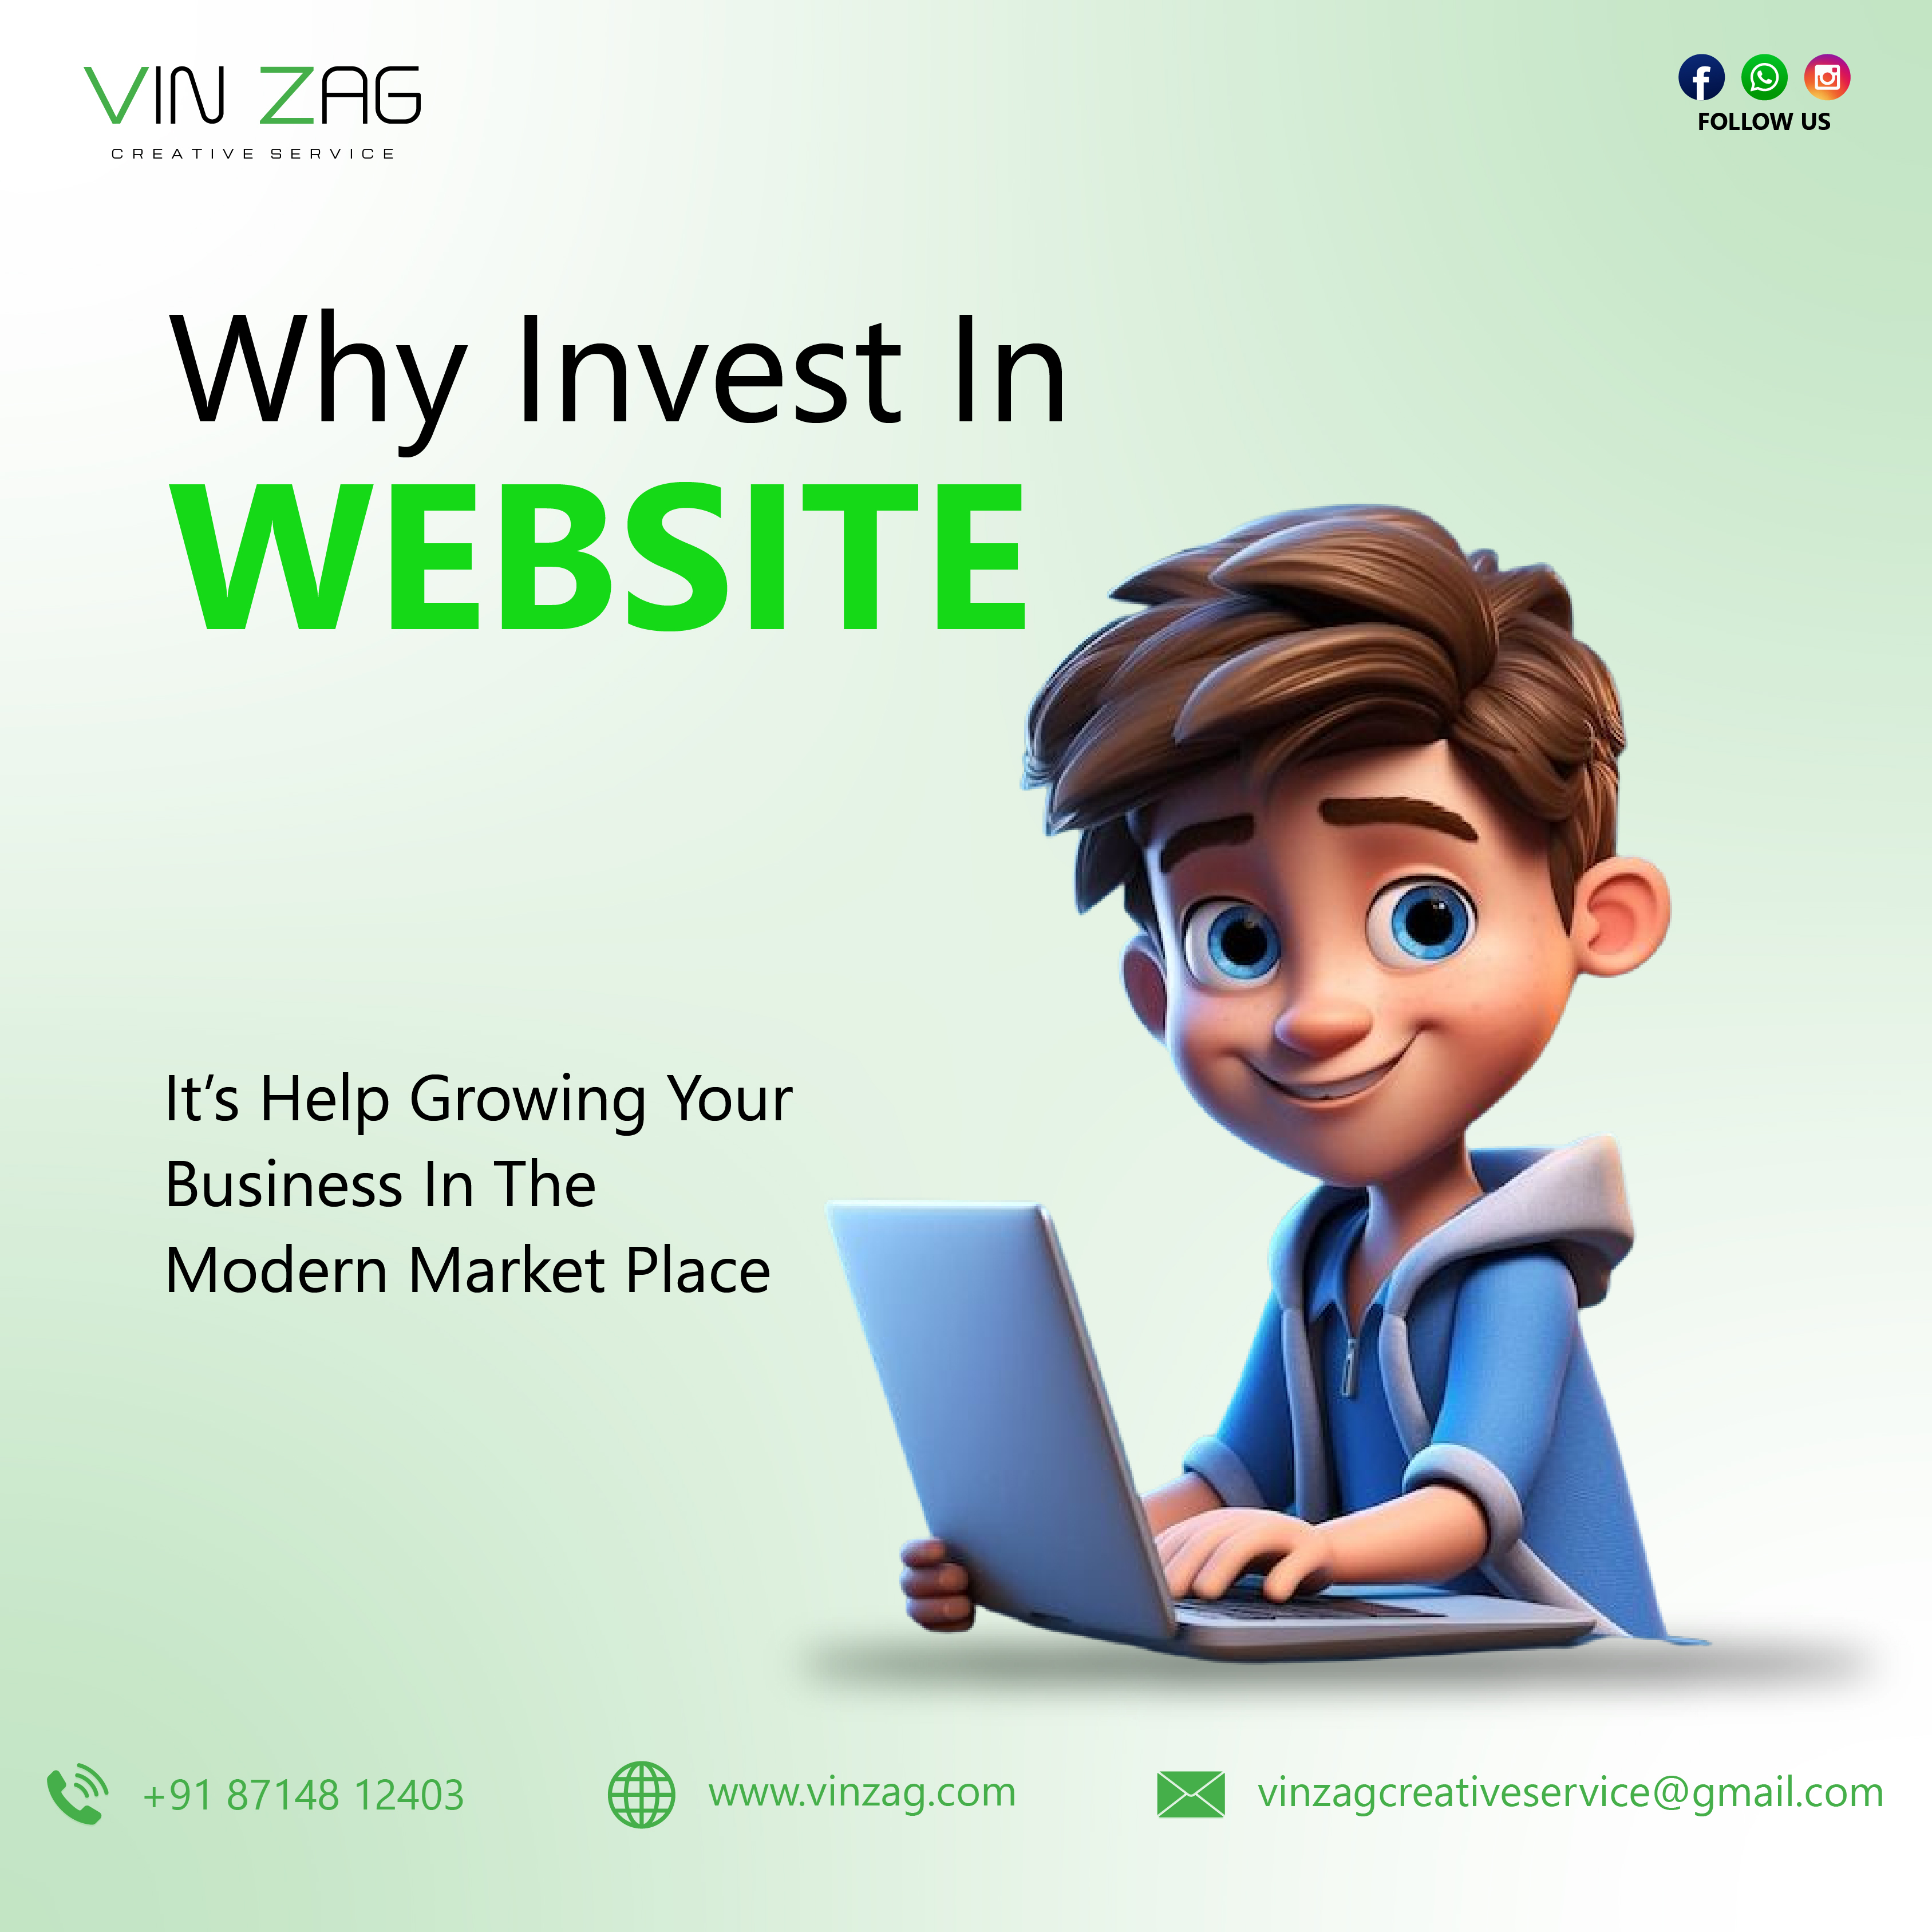 VIN ZAG
CREATIVE SERVICE
FOLLOW US
Why Invest In
WEBSITE
It’s Help Growing Your
Business In The
Modern Market Place
+91 87148 12403
www.vinzag.com
vinzagcreativeservice@gmail.com